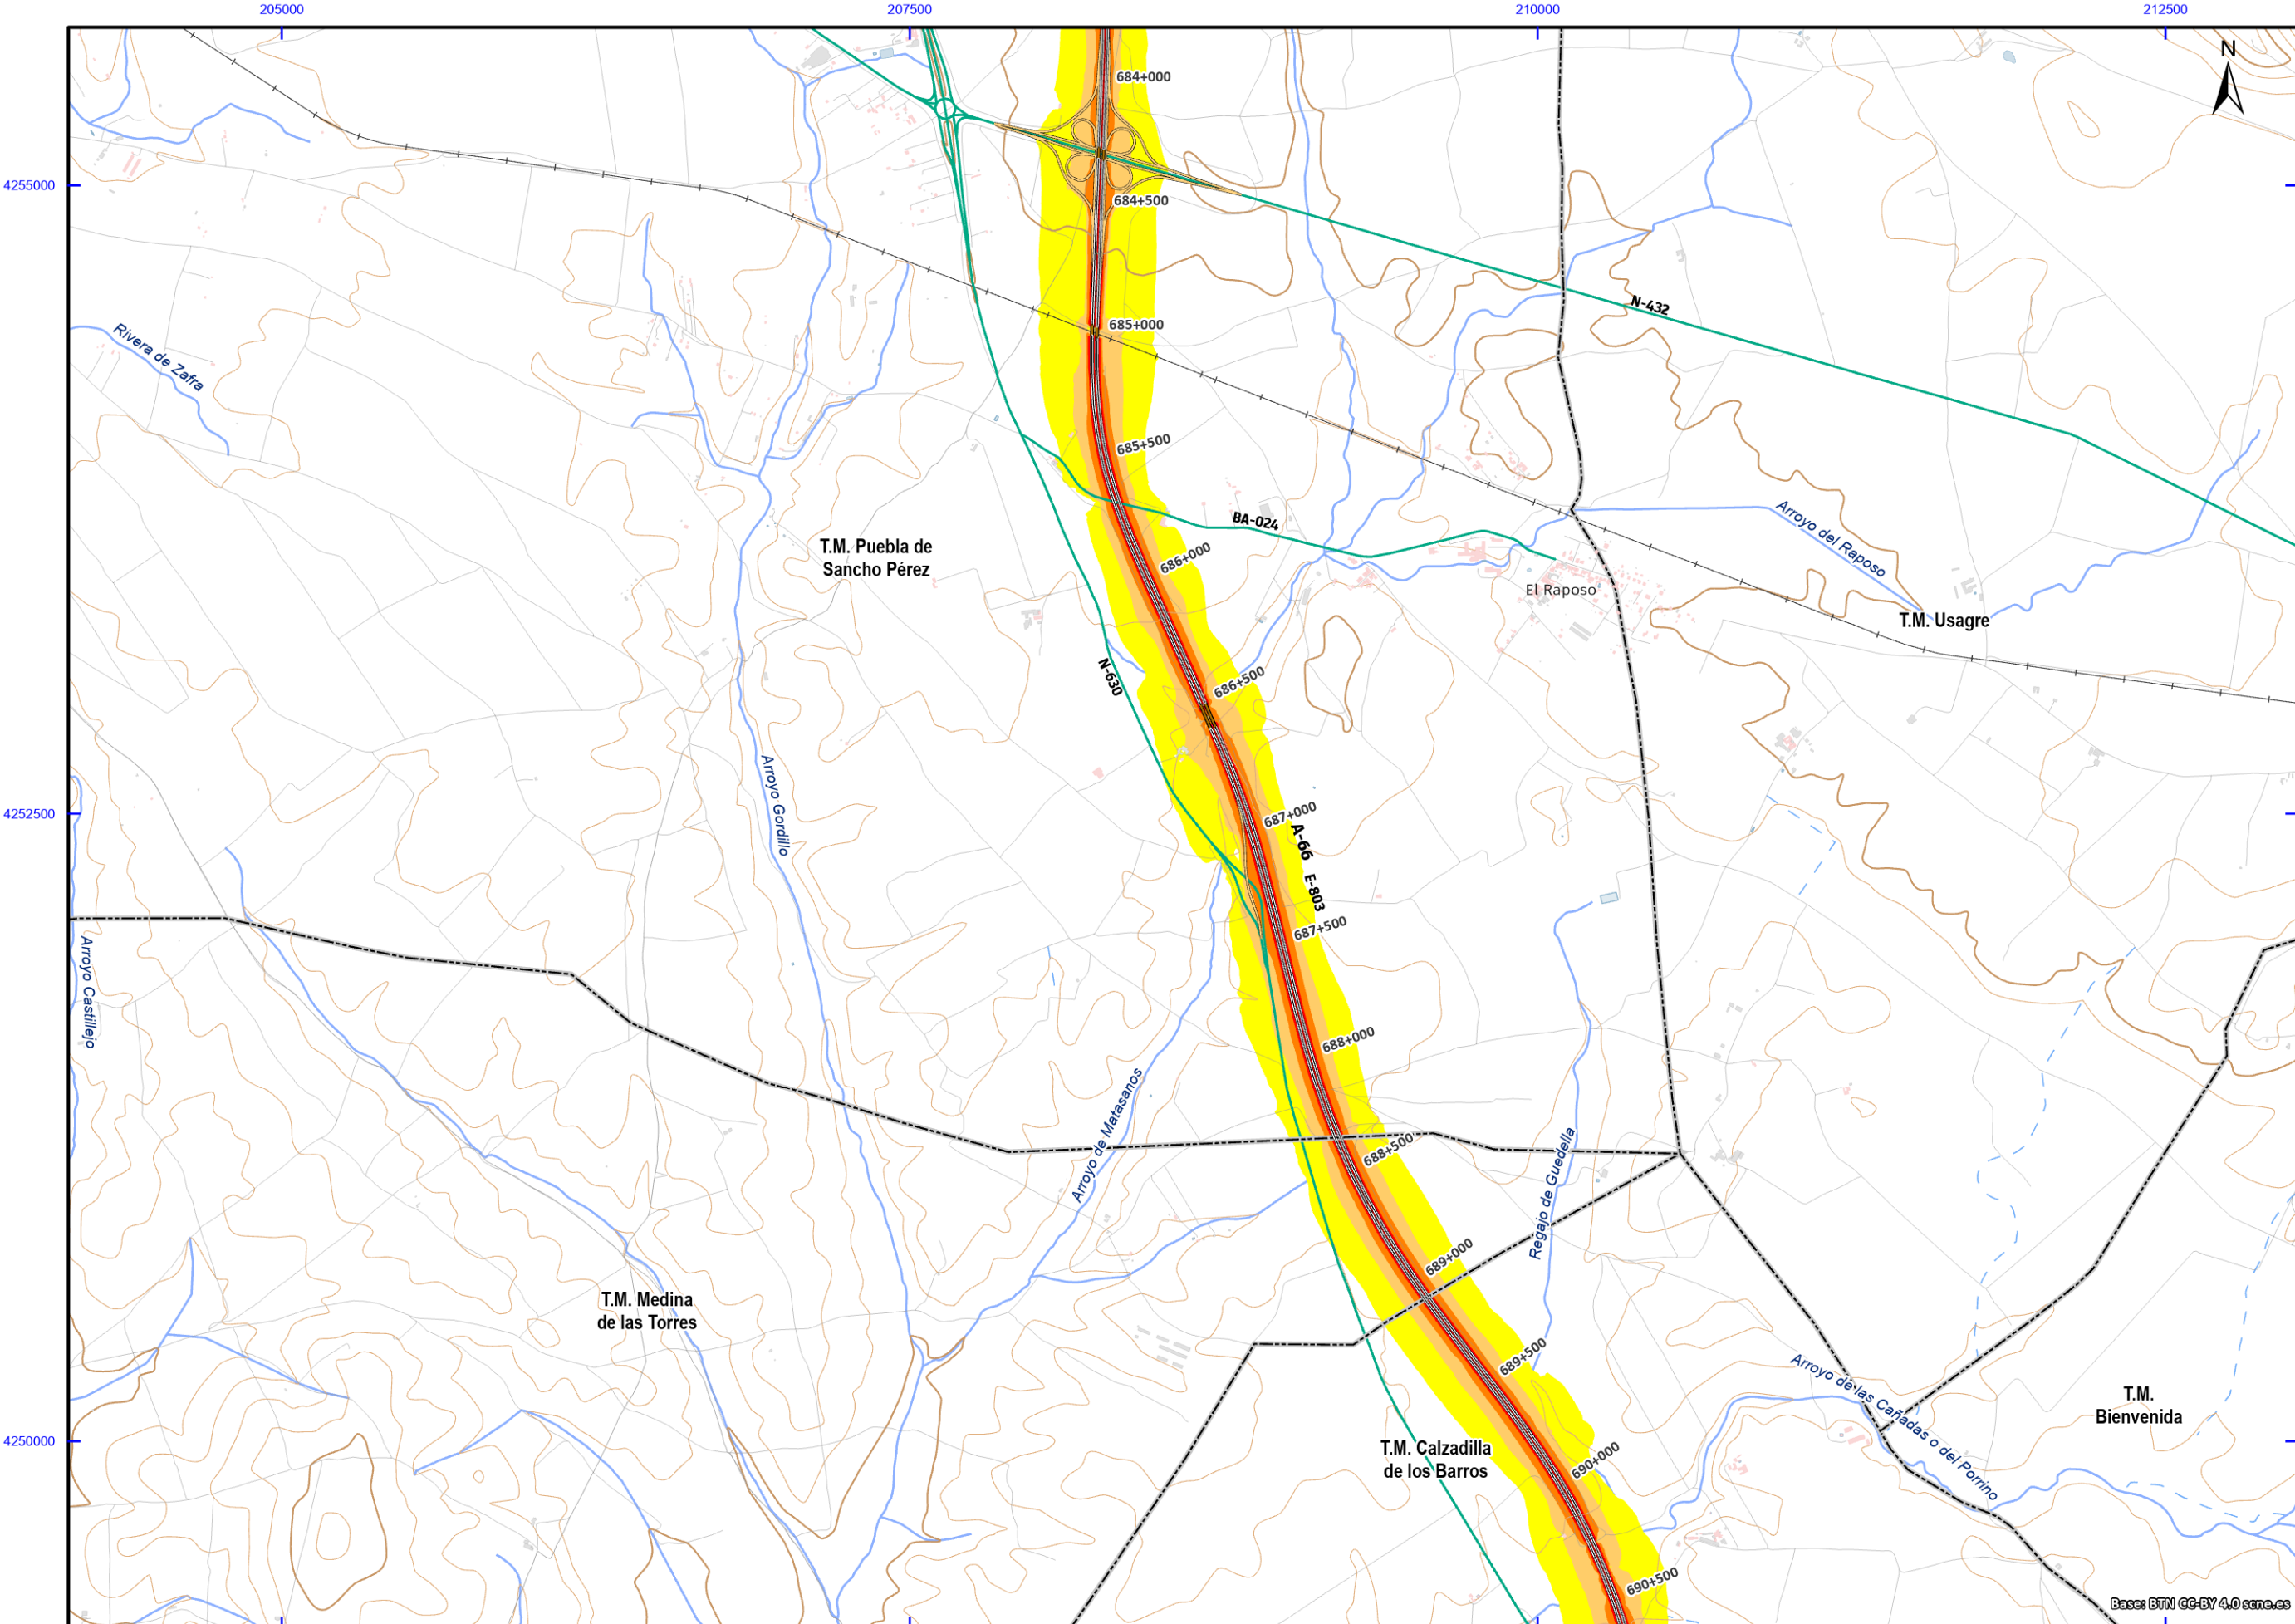 205000
207500
210000
212500
N
684+000
4255000
684+500
N-432
685+000
Rivera de Zafra
685+500
Arroyo del Raposo
BA-024
T.M. Puebla de
Sancho Pérez
686+000
El Raposo
T.M. Usagre
N-630
686+500
4252500
Arroyo Gordillo
687+000
A-66
E-803
687+500
Arroyo Castillejo
688+000
Arroyo de Matasanos
688+500
Regajo de Guedella
689+000
T.M. Medina
de las Torres
689+500
Arroyo de las Cañadas o del Porrino
T.M.
Bienvenida
4250000
T.M. Calzadilla
de los Barros
690+000
690+500
Base: BTN CC-BY 4.0 scne.es